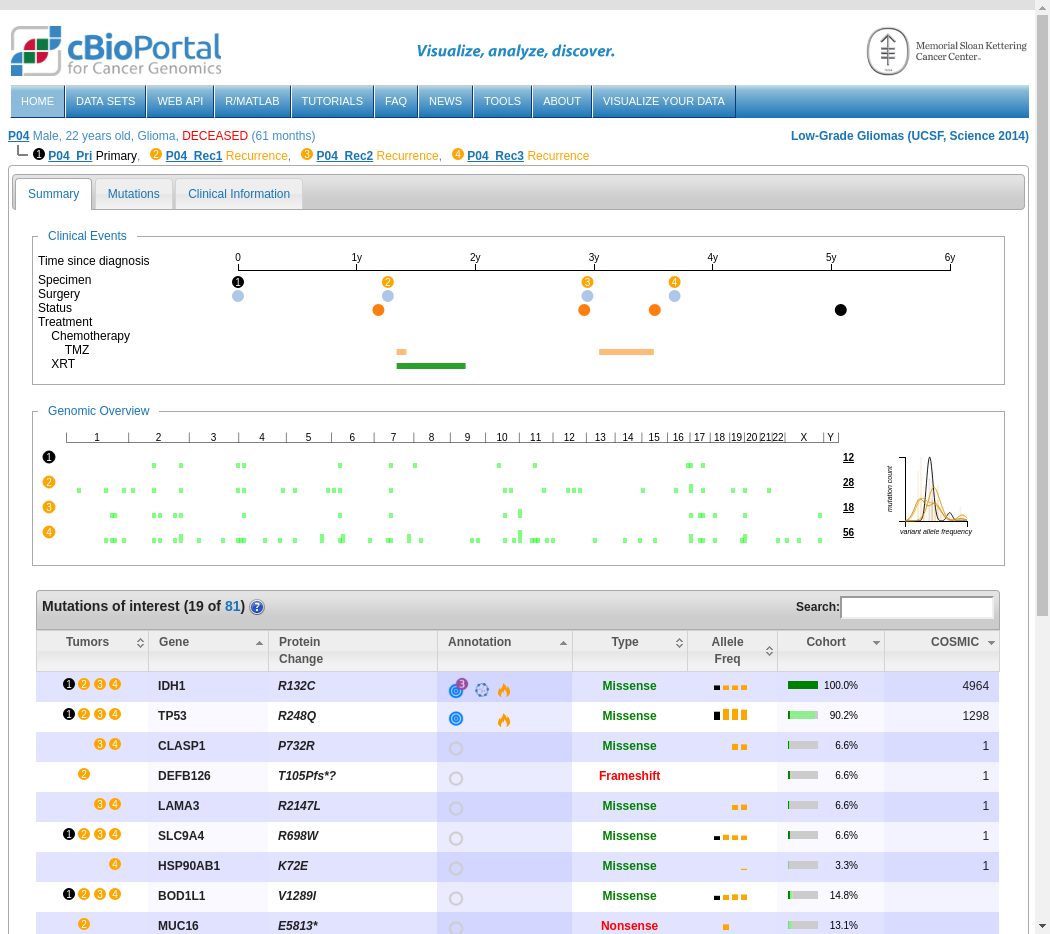 cBioPortal
for Cancer Genomics
Visualize, analyze, discover.
Memorial Sloan Kettering
Cancer Center
HOME DATA SETS WEB API R/MATLAB TUTORIALS FAQ NEWS TOOLS ABOUT VISUALIZE YOUR DATA
P04 Male, 22 years old, Glioma, DECEASED (61 months) Low-Grade Gliomas (UCSF, Science 2014)
1 P04_Pri Primary, 2 P04_Rec1 Recurrence, 3 P04_Rec2 Recurrence, 4 P04_Rec3 Recurrence
Summary Mutations Clinical Information
Clinical Events
Time since diagnosis 0 1y 2y 3y 4y 5y 6y
Specimen 1 2 3 4
Surgery
Status
Treatment
Chemotherapy
TMZ
XRT
Genomic Overview
1 2 3 4 5 6 7 8 9 10 11 12 13 14 15 16 17 18 19 20 21 22 X Y
1 12
2 28
3 18
4 56
mutation count
variant allele frequency
Mutations of interest (19 of 81) ? Search:
Tumors Gene Protein Change Annotation Type Allele Freq Cohort COSMIC
1 2 3 4 IDH1 R132C 3 Missense 100.0% 4964
1 2 3 4 TP53 R248Q Missense 90.2% 1298
3 4 CLASP1 P732R Missense 6.6% 1
2 DEFB126 T105Pfs*? Frameshift 6.6% 1
3 4 LAMA3 R2147L Missense 6.6% 1
1 2 3 4 SLC9A4 R698W Missense 6.6% 1
4 HSP90AB1 K72E Missense 3.3% 1
1 2 3 4 BOD1L1 V1289I Missense 14.8%
2 MUC16 E5813* Nonsense 13.1%